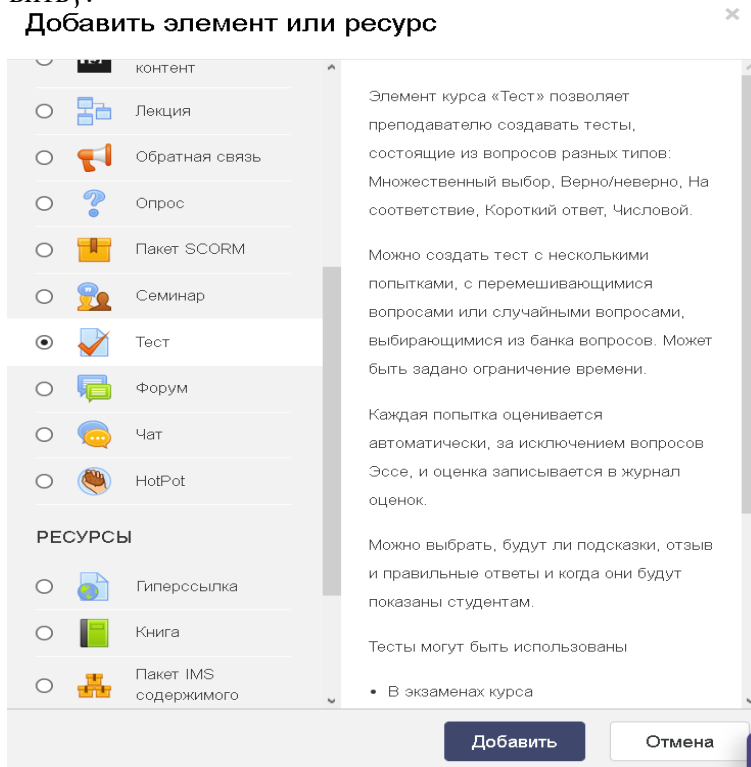 Добавить элемент или ресурс
×
контент
Лекция
Обратная связь
Опрос
Пакет SCORM
Семинар
Тест
Форум
Чат
HotPot
РЕСУРСЫ
Гиперссылка
Книга
Пакет IMS
содержимого
Элемент курса «Тест» позволяет
преподавателю создавать тесты,
состоящие из вопросов разных типов:
Множественный выбор, Верно/неверно, На
соответствие, Короткий ответ, Числовой.
Можно создать тест с несколькими
попытками, с перемешивающимися
вопросами или случайными вопросами,
выбирающимися из банка вопросов. Может
быть задано ограничение времени.
Каждая попытка оценивается
автоматически, за исключением вопросов
Эссе, и оценка записывается в журнал
оценок.
Можно выбрать, будут ли подсказки, отзыв
и правильные ответы и когда они будут
показаны студентам.
Тесты могут быть использованы
• В экзаменах курса
Добавить
Отмена